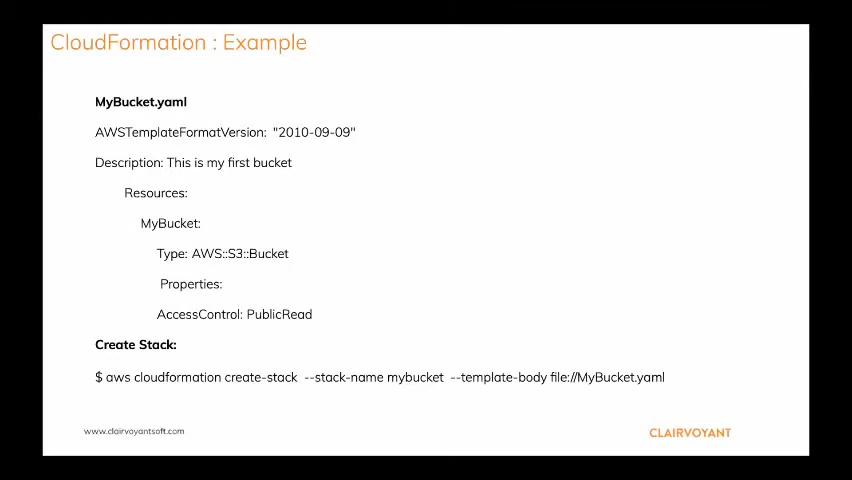 CloudFormation : Example
MyBucket.yaml
AWSTemplateFormatVersion: "2010-09-09"
Description: This is my first bucket
Resources:
MyBucket:
Type: AWS::S3::Bucket
Properties:
AccessControl: PublicRead
Create Stack:
$ aws cloudformation create-stack --stack-name mybucket --template-body file://MyBucket.yaml
www.clairvoyantsoft.com
CLAIRVOYANT